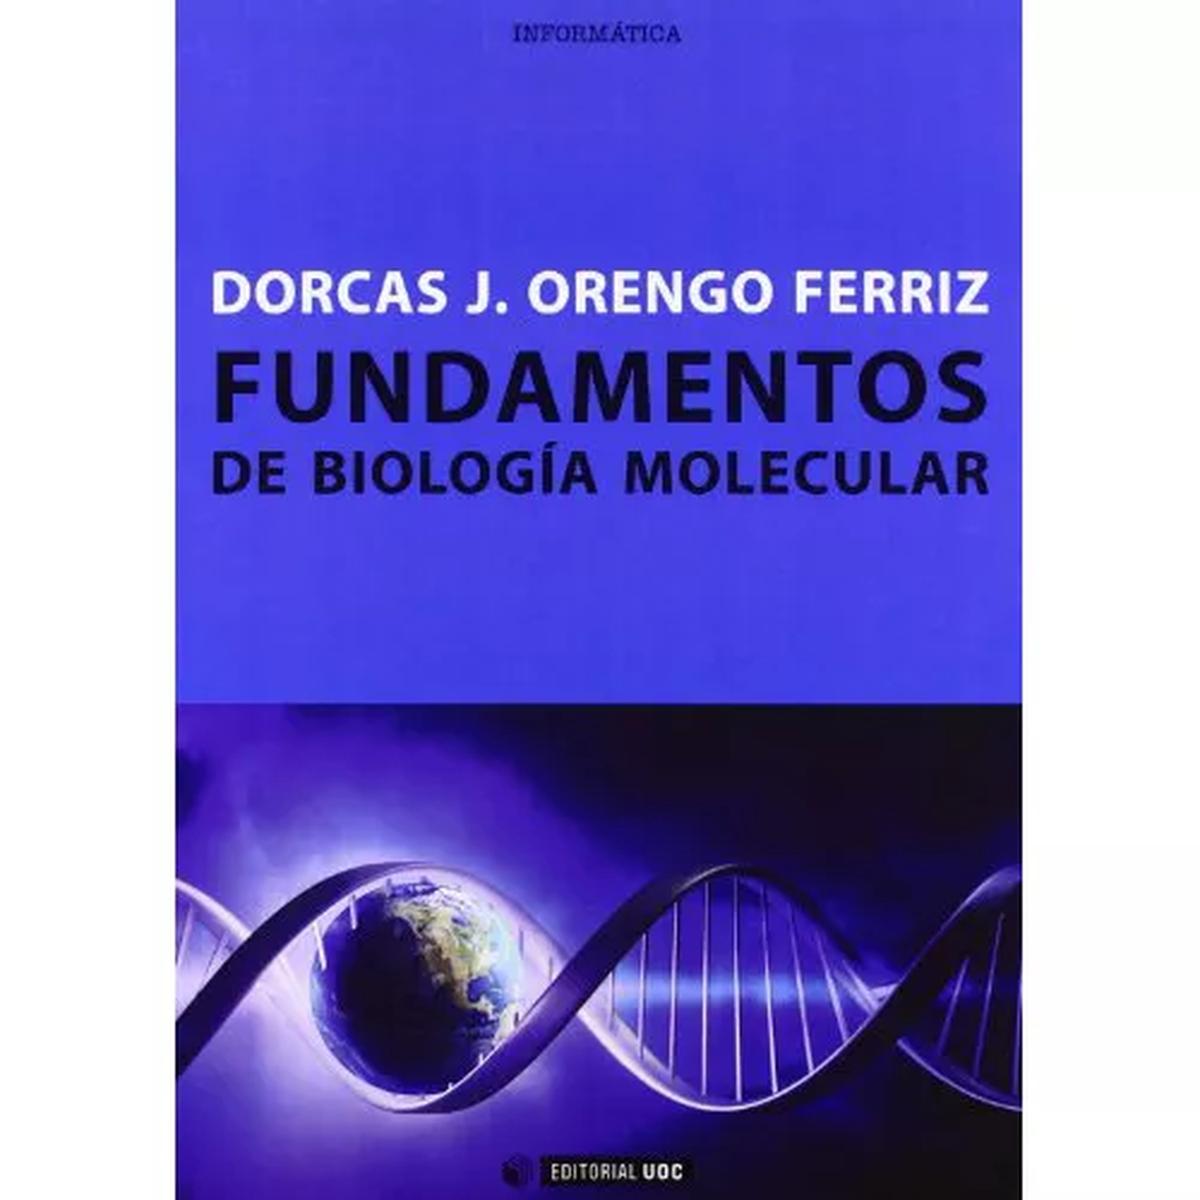 INFORMÁTICA
DORCAS J. ORENGO FERRIZ
FUNDAMENTOS
DE BIOLOGÍA MOLECULAR
EDITORIAL UOC